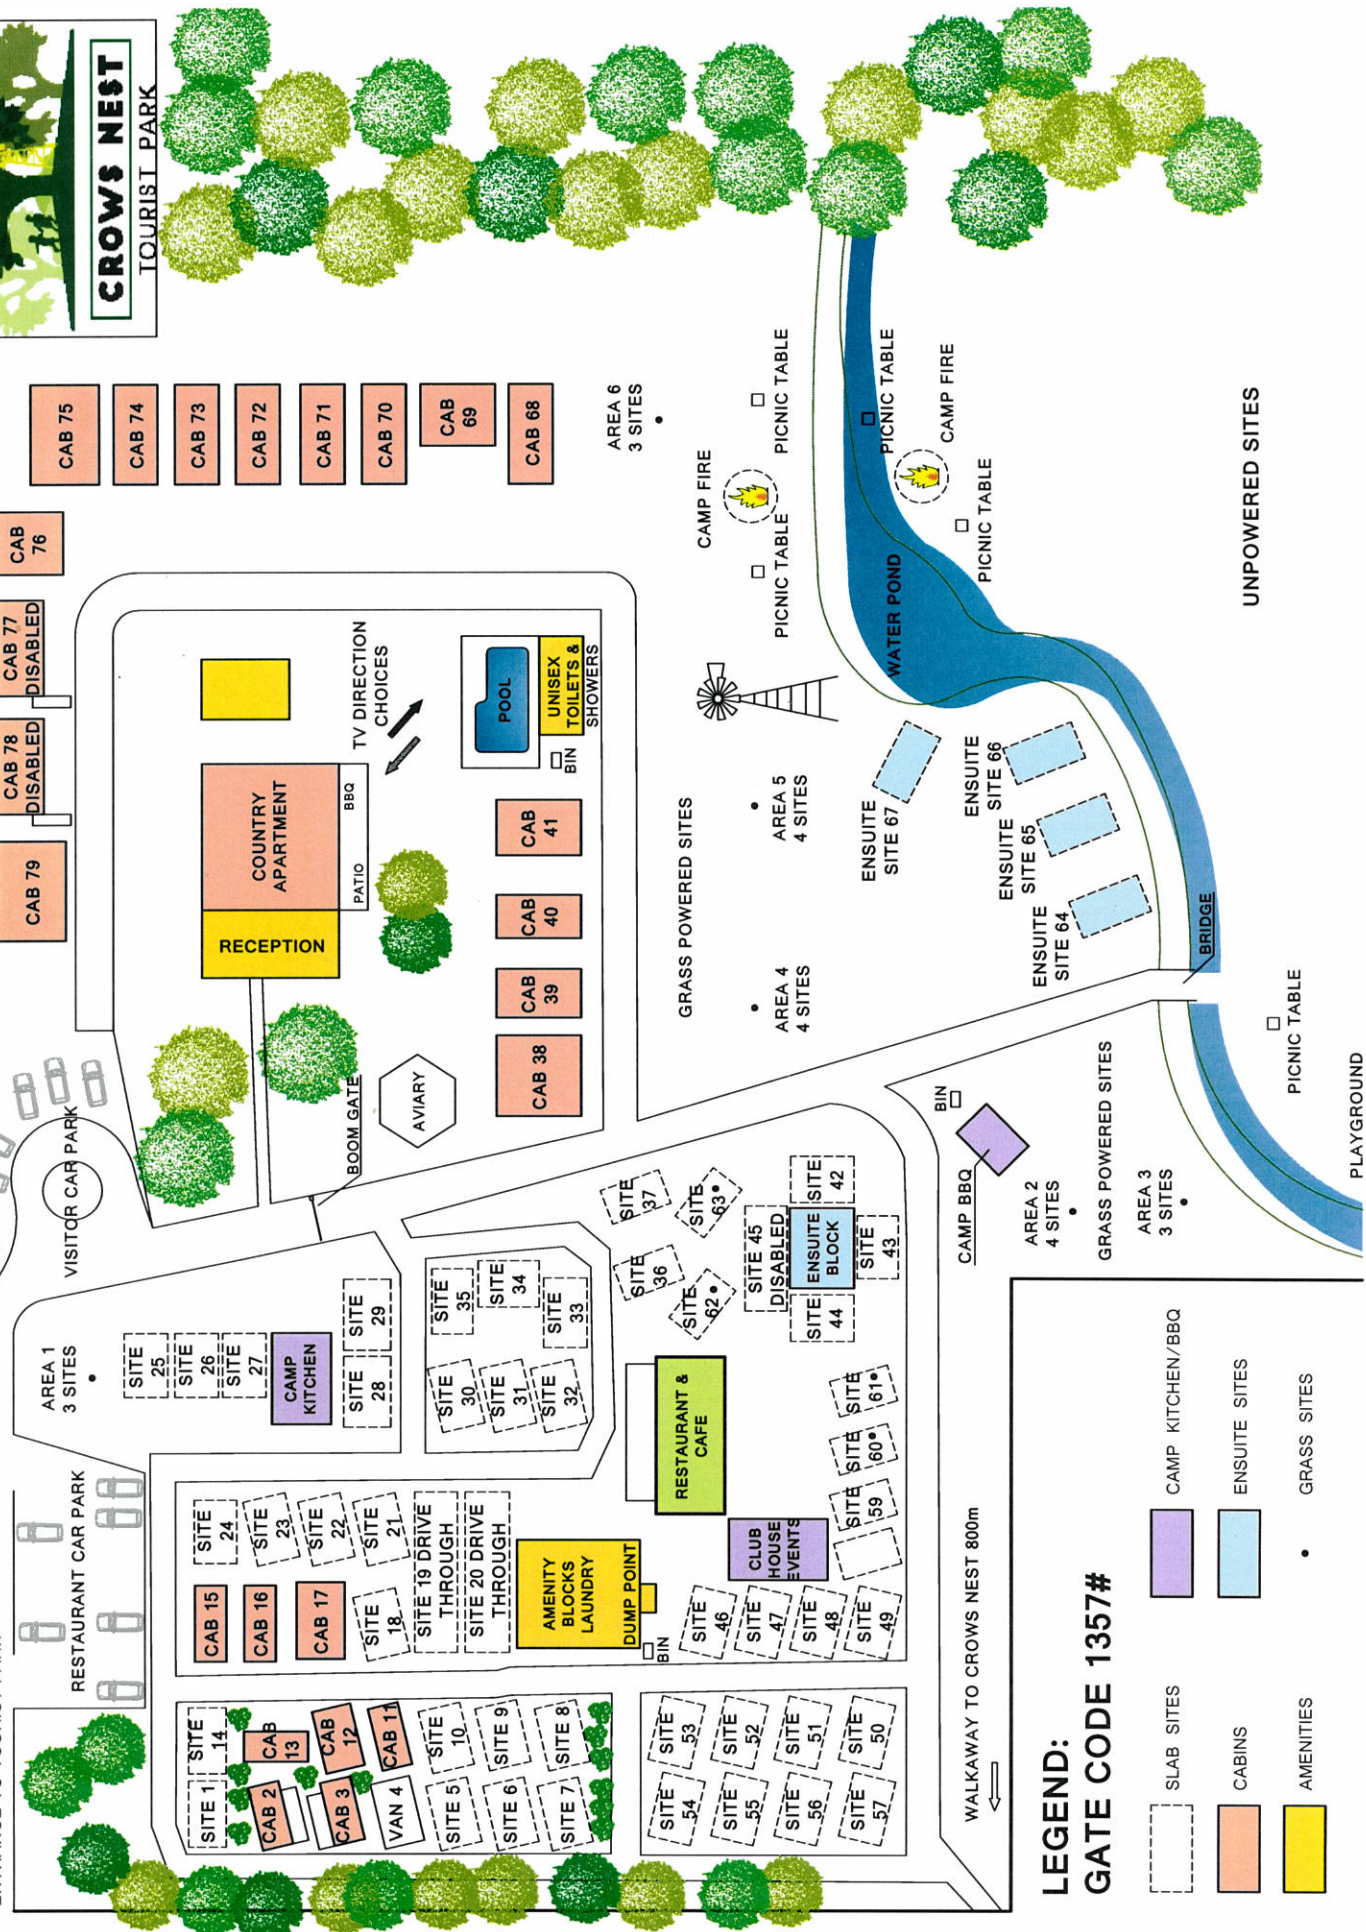 CROWS NEST
TOURIST PARK
CAB 75
CAB 74
CAB 73
CAB 72
CAB 71
CAB 70
CAB
69
CAB 68
CAB
76
CAB 77
DISABLED
CAB 78
DISABLED
CAB 79
AREA 6
3 SITES
CAMP FIRE
PICNIC TABLE
PICNIC TABLE
PICNIC TABLE
CAMP FIRE
PICNIC TABLE
WATER POND
UNPOWERED SITES
TV DIRECTION
CHOICES
POOL
UNISEX
TOILETS &
SHOWERS
BIN
COUNTRY
APARTMENT
BBQ
PATIO
RECEPTION
CAB
41
CAB
40
CAB
39
CAB 38
AVIARY
BOOM GATE
VISITOR CAR PARK
GRASS POWERED SITES
AREA 5
4 SITES
AREA 4
4 SITES
ENSUITE
SITE 67
ENSUITE
SITE 66
ENSUITE
SITE 65
ENSUITE
SITE 64
BRIDGE
PICNIC TABLE
PLAYGROUND
BIN
CAMP BBQ
AREA 2
4 SITES
GRASS POWERED SITES
AREA 3
3 SITES
AREA 1
3 SITES
SITE
25
SITE
26
SITE
27
CAMP
KITCHEN
SITE
29
SITE
28
SITE
35
SITE
34
SITE
33
SITE
30
SITE
31
SITE
32
SITE
37
SITE
63
SITE
36
SITE
62
SITE 45
DISABLED
SITE
42
ENSUITE
BLOCK
SITE
43
SITE
44
RESTAURANT CAR PARK
SITE
24
SITE
23
SITE
22
SITE
21
SITE 19 DRIVE
THROUGH
SITE 20 DRIVE
THROUGH
CAB 15
CAB 16
CAB 17
SITE
18
AMENITY
BLOCKS
LAUNDRY
DUMP POINT
BIN
RESTAURANT &
CAFE
CLUB
HOUSE
EVENTS
SITE
61
SITE
60
SITE
59
SITE
46
SITE
47
SITE
48
SITE
49
SITE
14
CAB
13
CAB
12
CAB 11
SITE
10
SITE 9
SITE 8
SITE 1
CAB 2
CAB 3
VAN 4
SITE 5
SITE 6
SITE 7
SITE
53
SITE
52
SITE
51
SITE
50
SITE
54
SITE
55
SITE
56
SITE
57
WALKAWAY TO CROWS NEST 800m
LEGEND:
GATE CODE 1357#
SLAB SITES
CAMP KITCHEN/BBQ
CABINS
ENSUITE SITES
AMENITIES
GRASS SITES